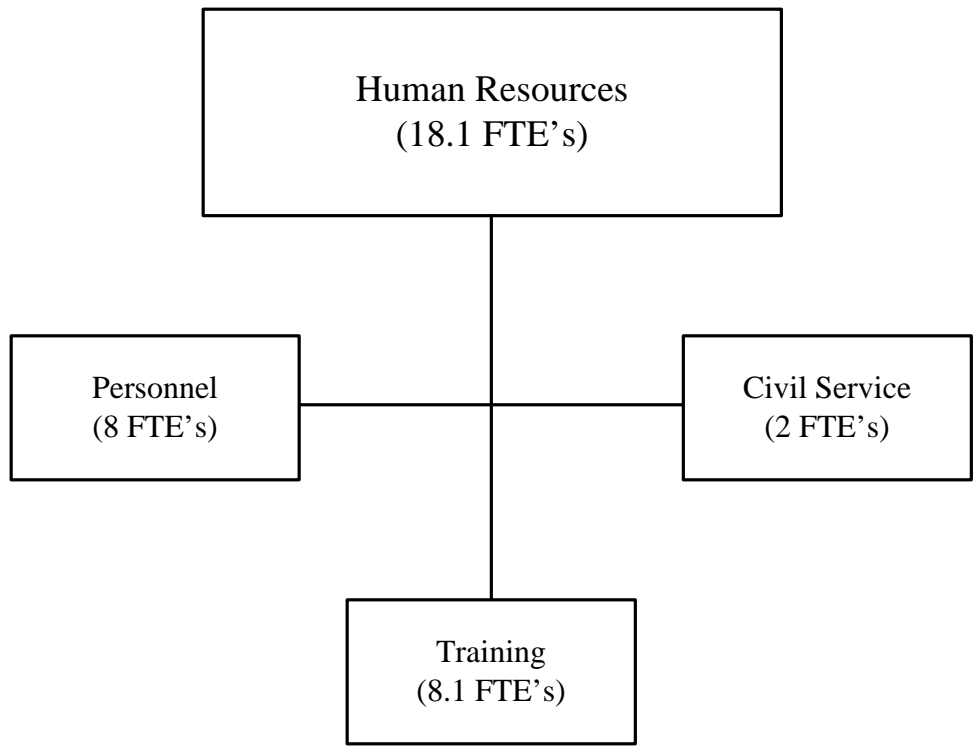 Human Resources
(18.1 FTE’s)
Personnel
(8 FTE’s)
Civil Service
(2 FTE’s)
Training
(8.1 FTE’s)